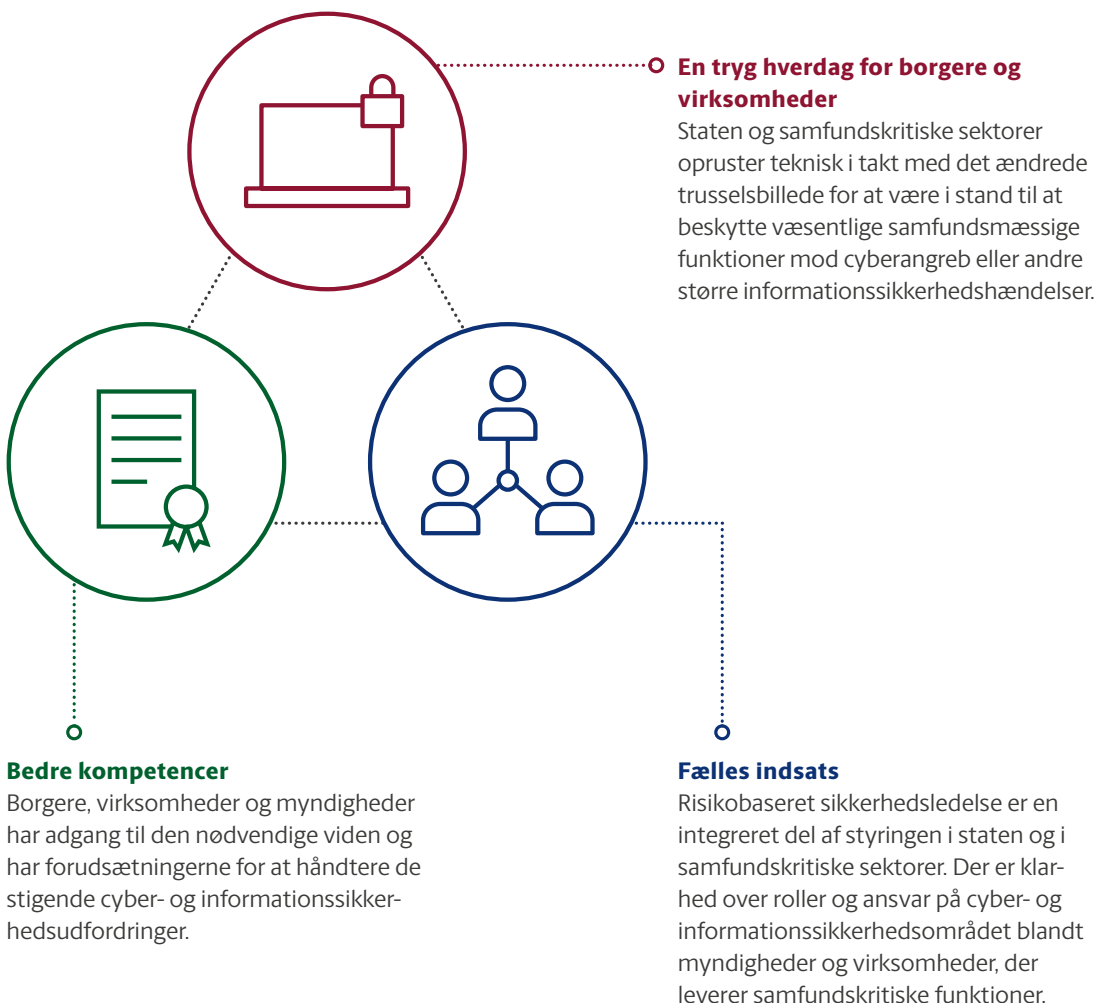 En tryg hverdag for borgere og
virksomheder
Staten og samfundskritiske sektorer
opruster teknisk i takt med det ændrede
trusselsbillede for at være i stand til at
beskytte væsentlige samfundsmæssige
funktioner mod cyberangreb eller andre
større informationssikkerhedshændelser.
Bedre kompetencer
Borgere, virksomheder og myndigheder
har adgang til den nødvendige viden og
har forudsætningerne for at håndtere de
stigende cyber- og informationssikker-
hedsudfordringer.
Fælles indsats
Risikobaseret sikkerhedsledelse er en
integreret del af styringen i staten og i
samfundskritiske sektorer. Der er klar-
hed over roller og ansvar på cyber- og
informationssikkerhedsområdet blandt
myndigheder og virksomheder, der
leverer samfundskritiske funktioner.